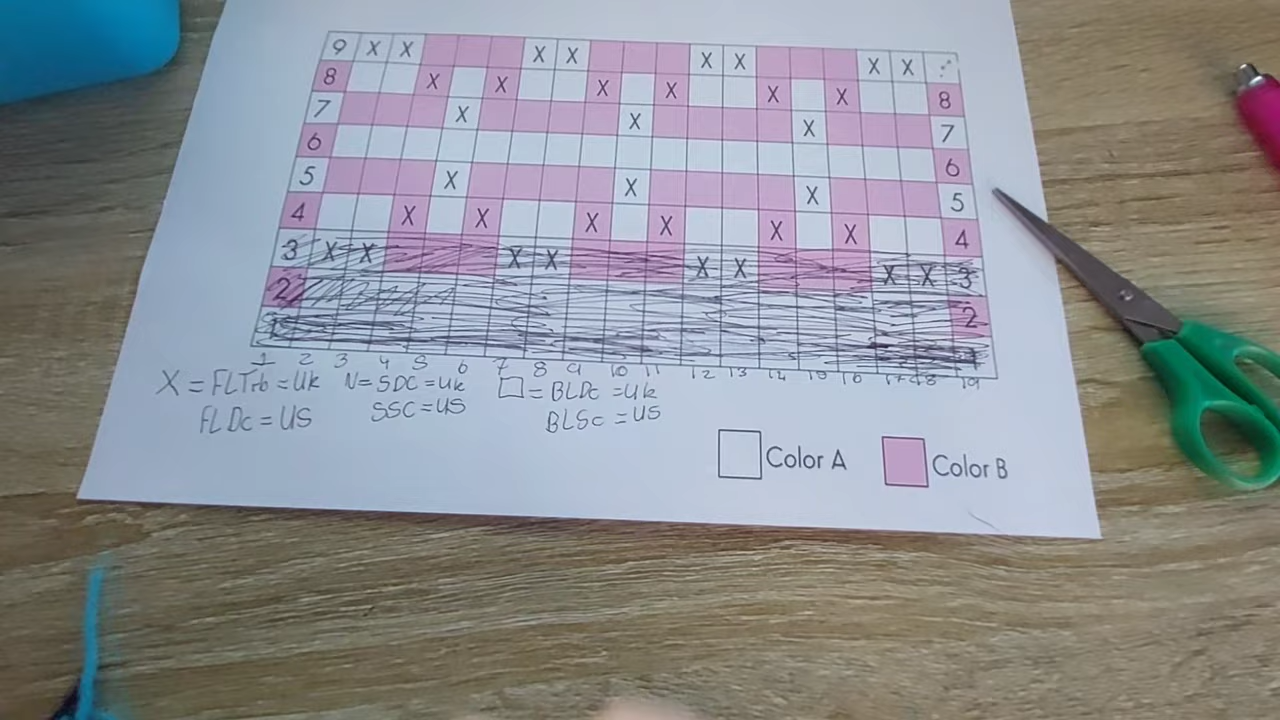 9 X X X X X X X X
8 X X X X X X 8
7 X X X 7
6 6
5 X X X 5
4 X X X X X X 4
3 X X X X X X X X 3
2 2
1 2 3 4 5 6 7 8 9 10 11 12 13 14 15 16 17 18 19
X = FLTrb = UK N = SDC = UK □ = BLDC = UK
FLDC = US SSC = US BLSC = US
Color A Color B